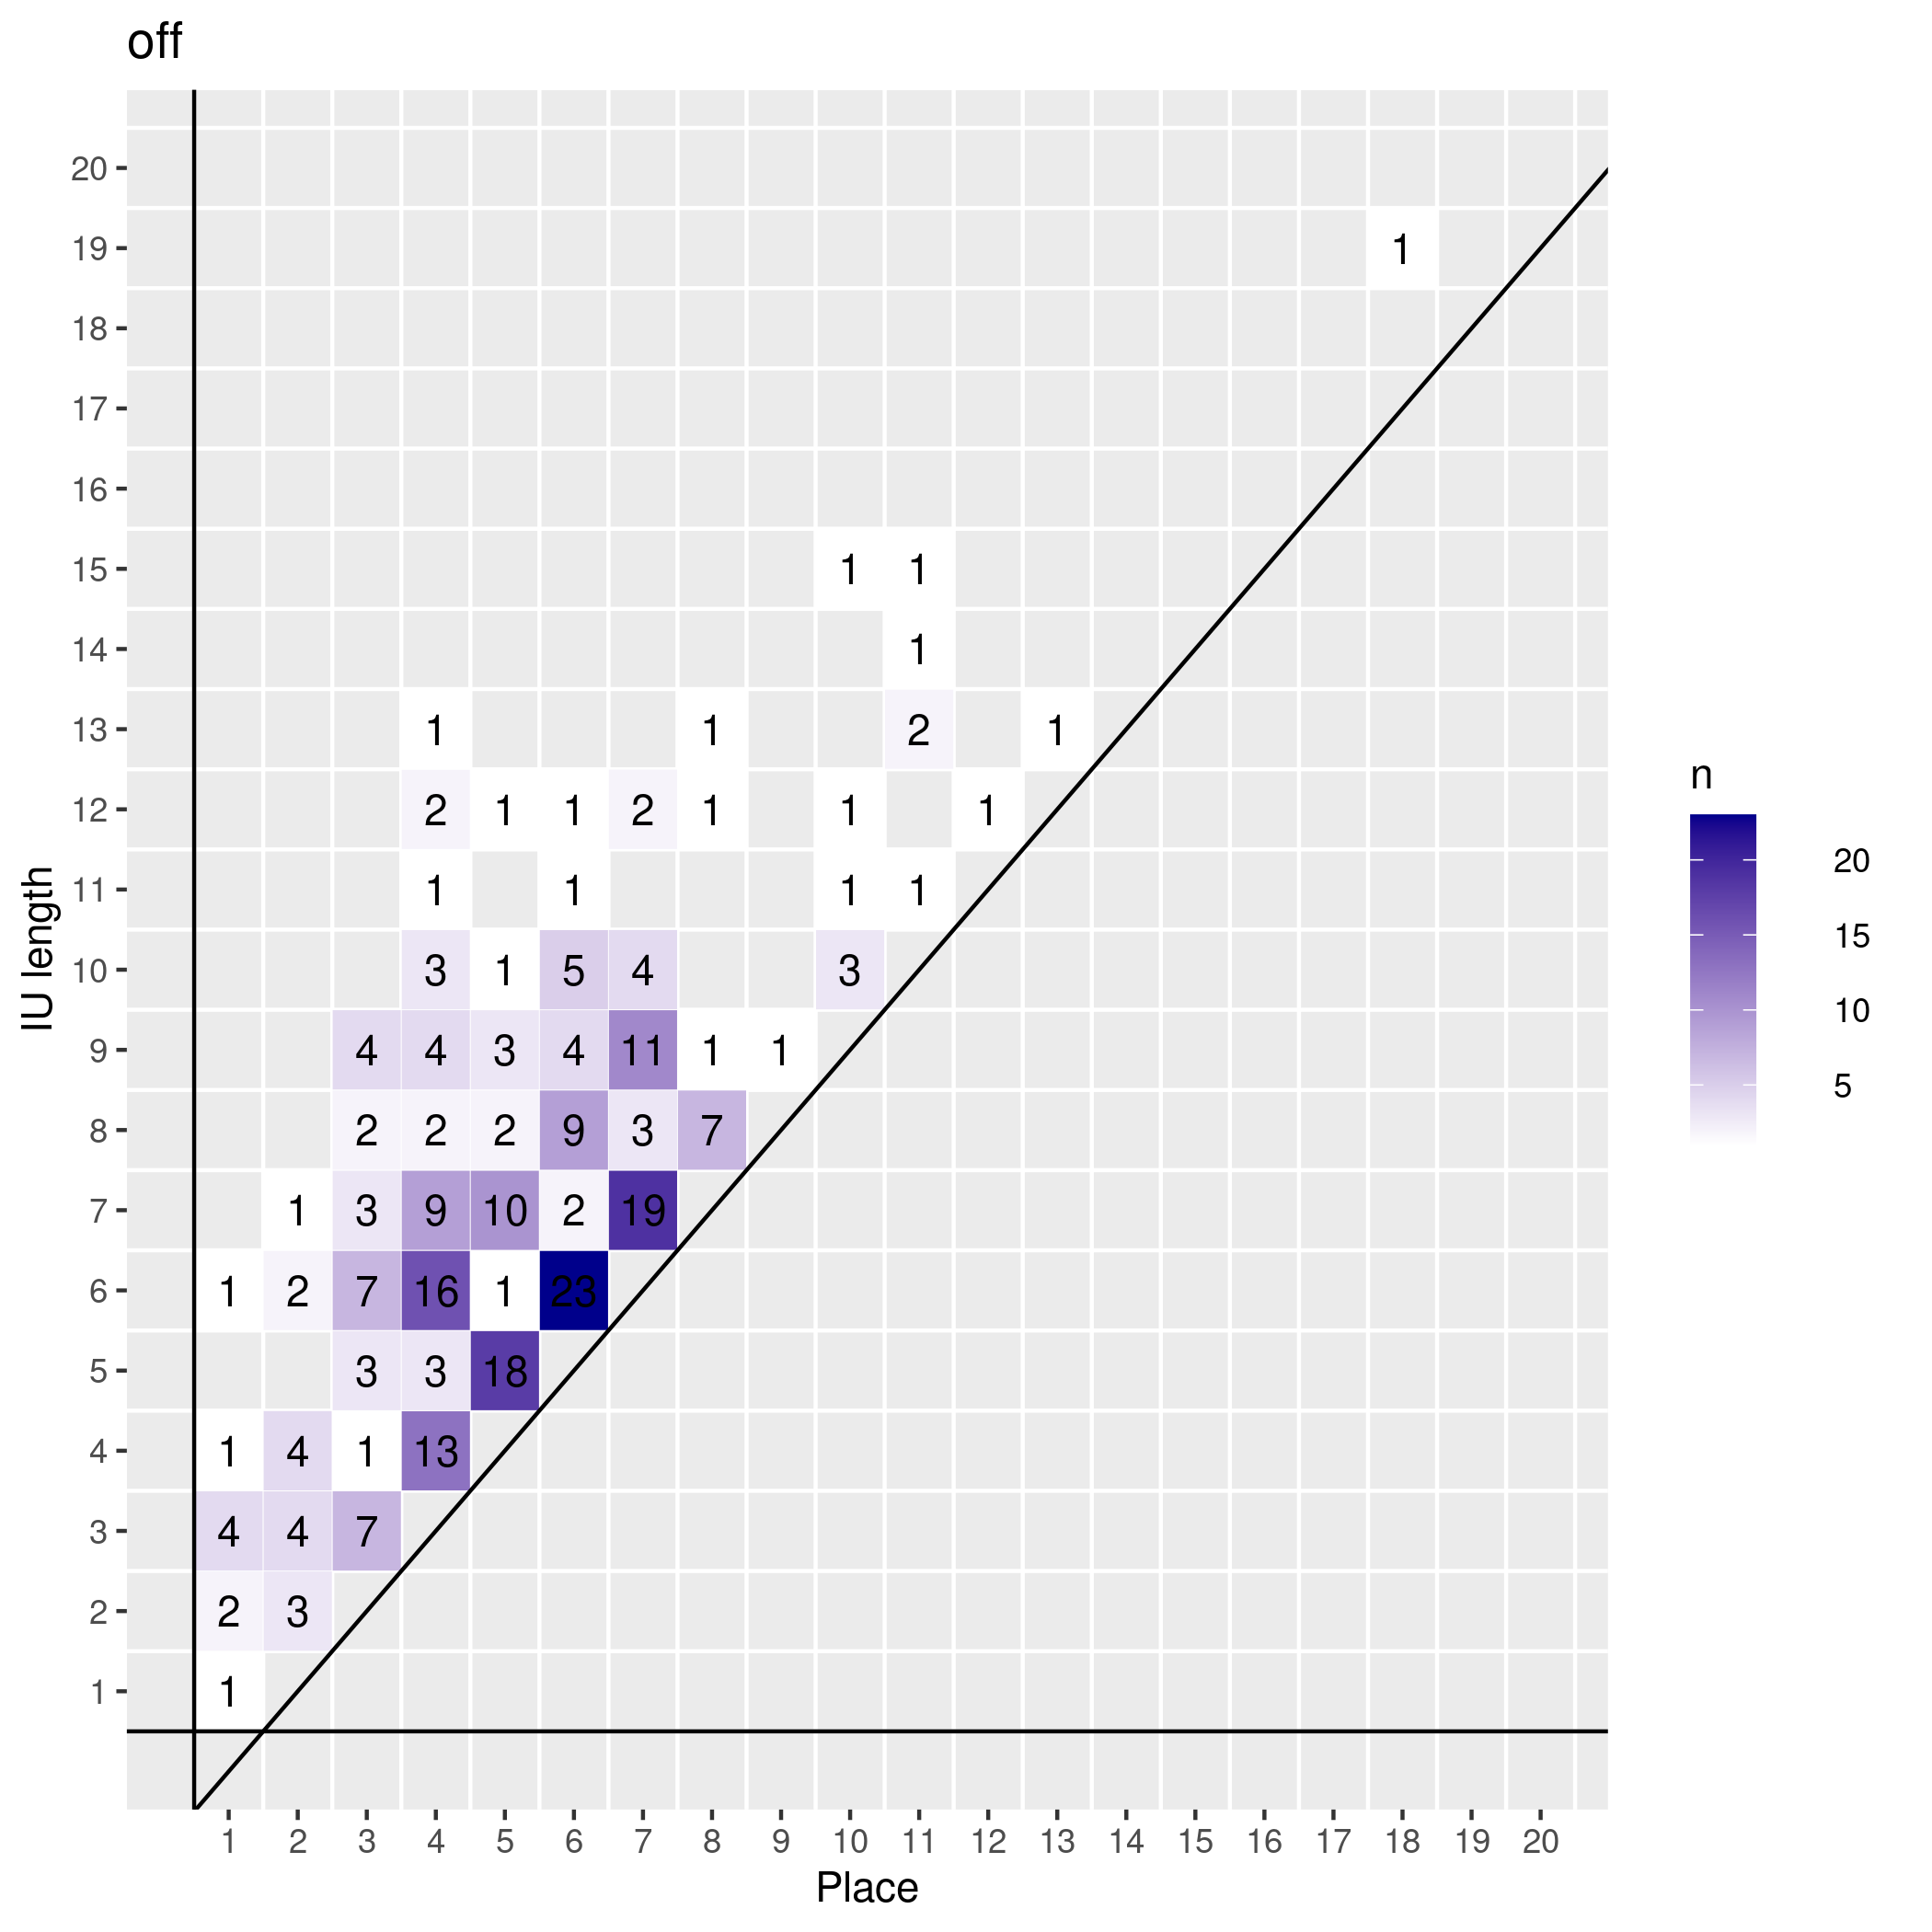 off
20
19 1
18
17
16
15 1 1
14 1
13 1 1 2 1
12 2 1 1 2 1 1 1
11 1 1 1 1
10 3 1 5 4 3
9 4 4 3 4 11 1 1
8 2 2 2 9 3 7
7 1 3 9 10 2 19
6 1 2 7 16 1 23
5 3 3 18
4 1 4 1 13
3 4 4 7
2 2 3
1 1
1 2 3 4 5 6 7 8 9 10 11 12 13 14 15 16 17 18 19 20
Place
IU length
n
20
15
10
5